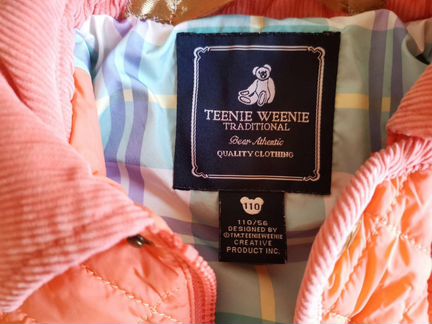 TEENIE WEENIE
TRADITIONAL
Bear Athentic
QUALITY CLOTHING
110
110/56
DESIGNED BY
©TM.TEENIEWEENIE
CREATIVE
PRODUCT INC.